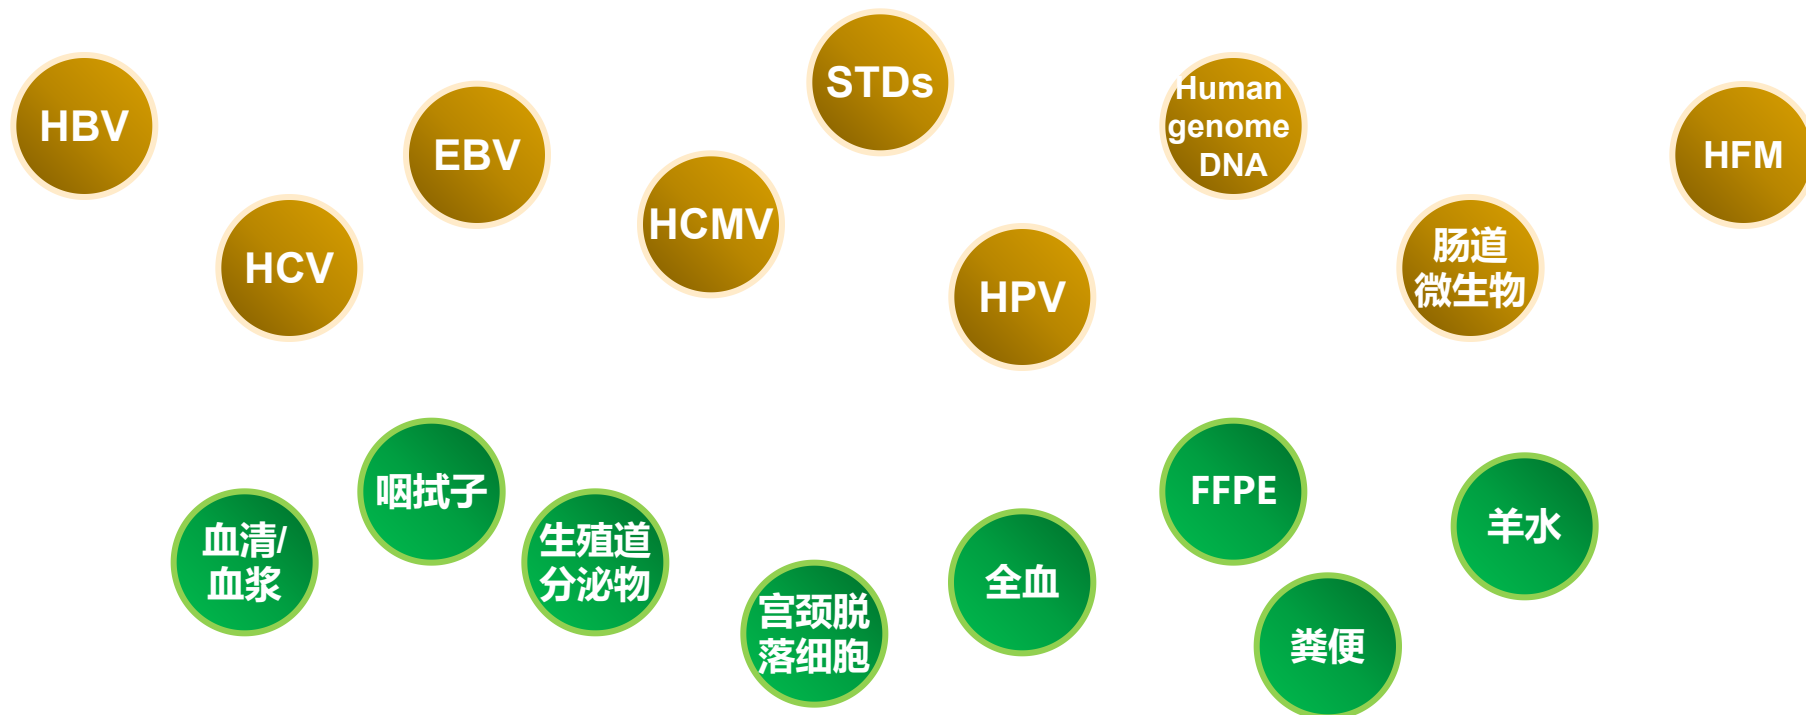 HBV
HCV
EBV
HCMV
STDs
HPV
Human
genome
DNA
肠道
微生物
HFM
血清/
血浆
咽拭子
生殖道
分泌物
宫颈脱
落细胞
全血
FFPE
粪便
羊水